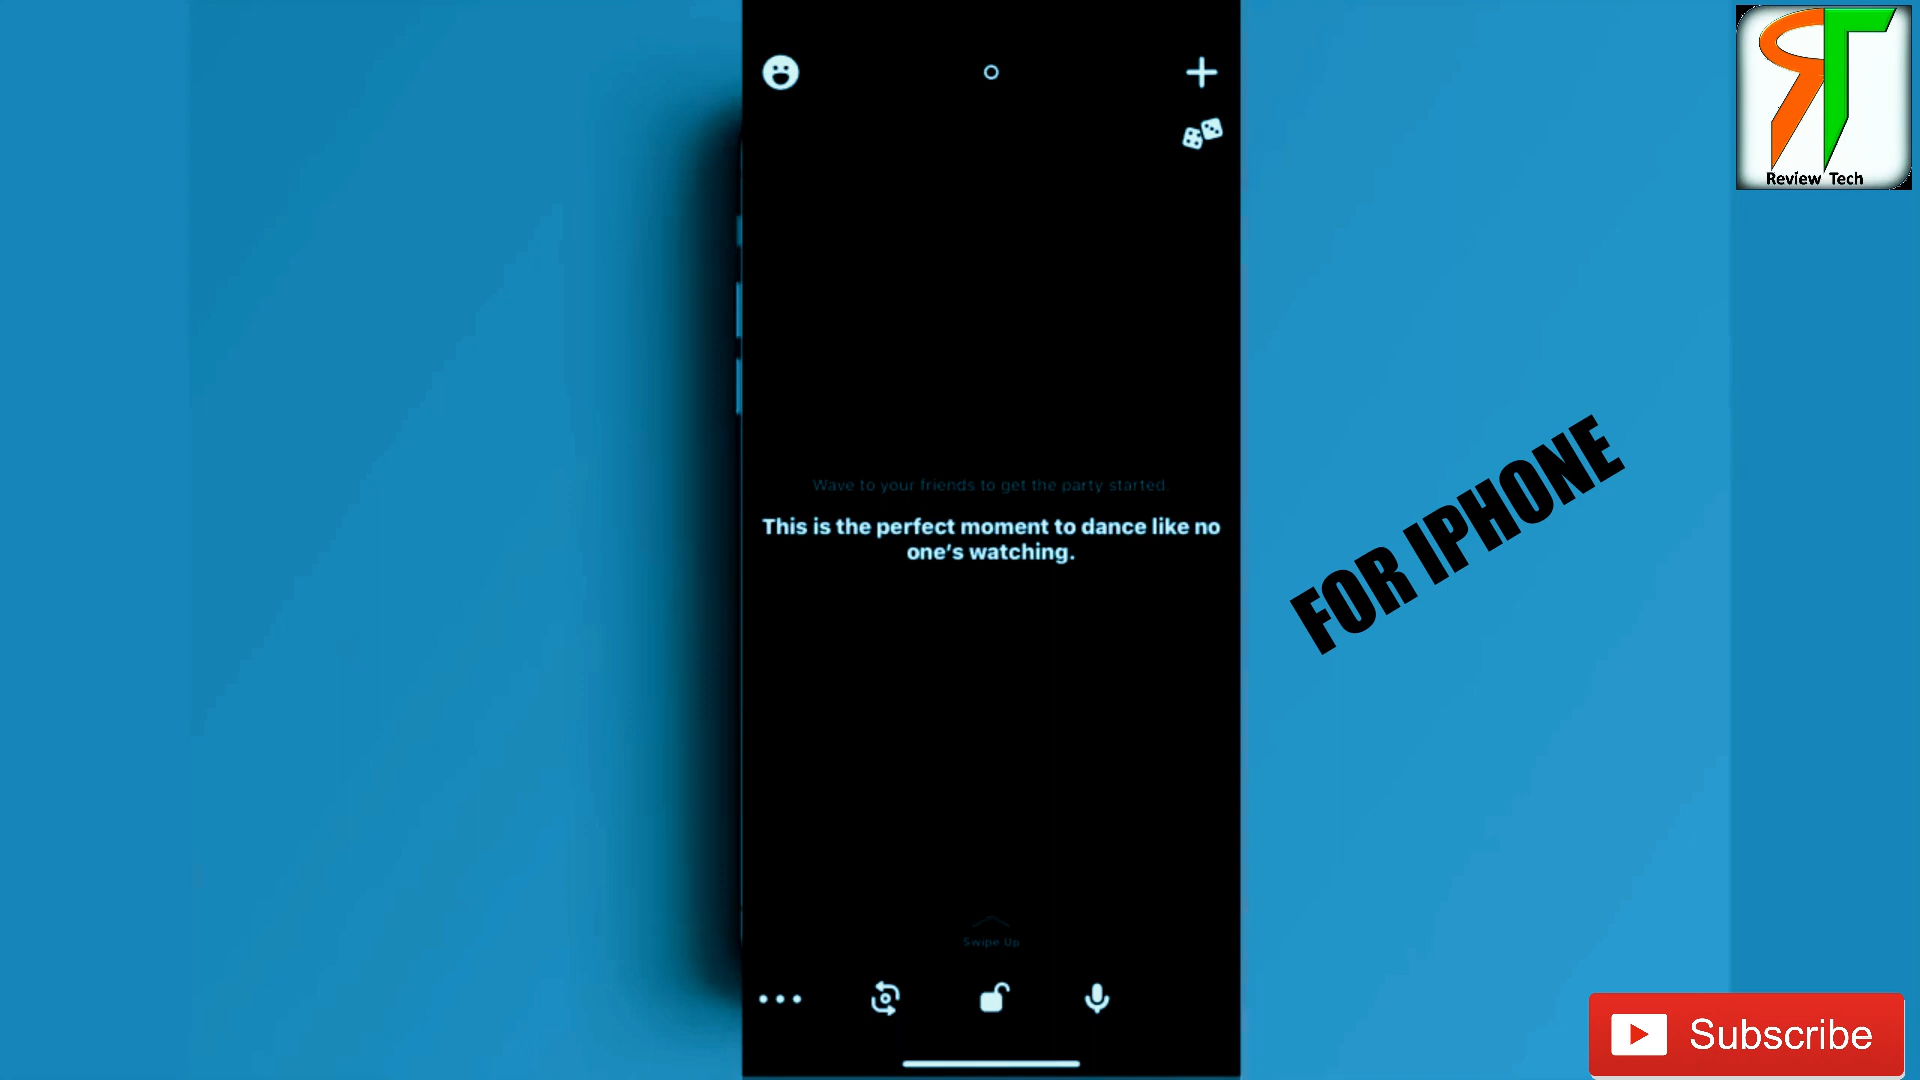 Review Tech
Wave to your friends to get the party started.
This is the perfect moment to dance like no
one’s watching.
FOR IPHONE
Swipe Up
Subscribe